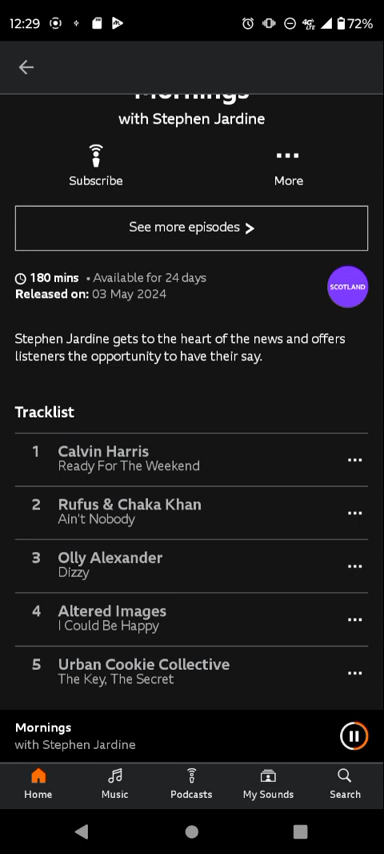 12:29
4G LTE 72%
Mornings
with Stephen Jardine
Subscribe
More
See more episodes
180 mins • Available for 24 days
Released on: 03 May 2024
SCOTLAND
Stephen Jardine gets to the heart of the news and offers
listeners the opportunity to have their say.
Tracklist
1 Calvin Harris
Ready For The Weekend
2 Rufus & Chaka Khan
Ain't Nobody
3 Olly Alexander
Dizzy
4 Altered Images
I Could Be Happy
5 Urban Cookie Collective
The Key, The Secret
Mornings
with Stephen Jardine
Home
Music
Podcasts
My Sounds
Search